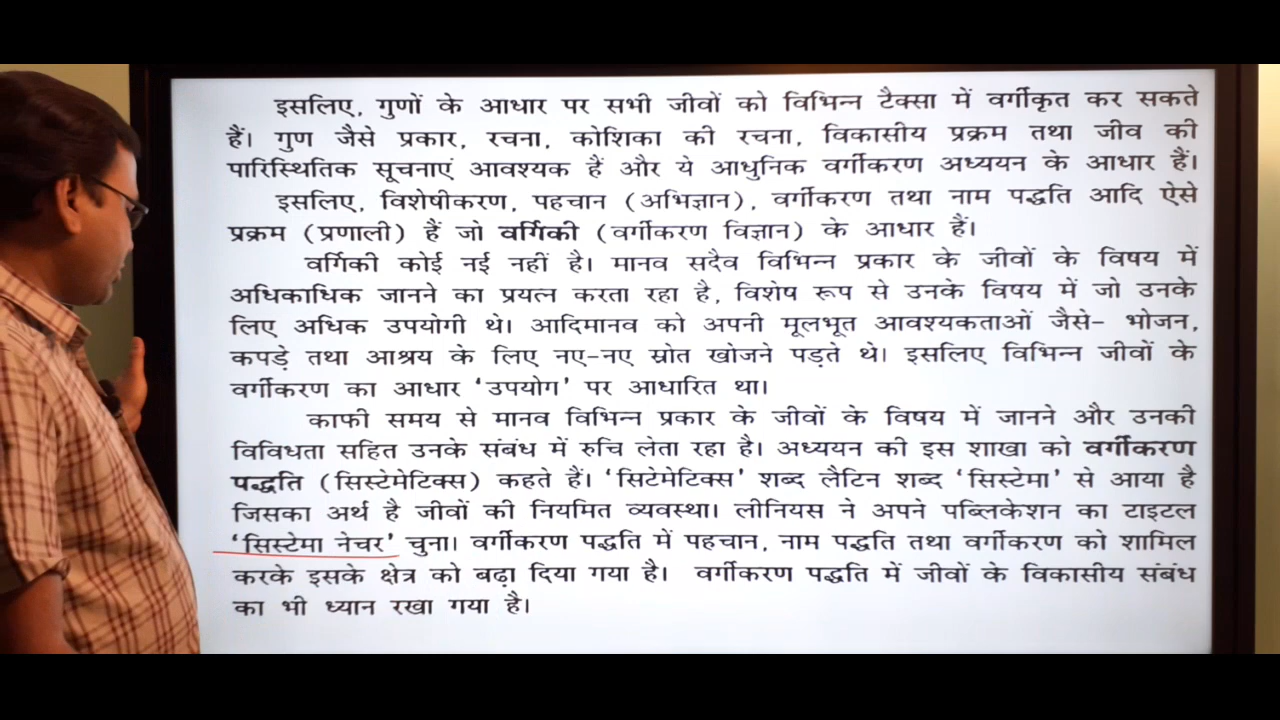 इसलिए, गुणों के आधार पर सभी जीवों को विभिन्न टैक्सा में वर्गीकृत कर सकते
हैं। गुण जैसे प्रकार, रचना, कोशिका की रचना, विकासीय प्रक्रम तथा जीव की
पारिस्थितिक सूचनाएं आवश्यक हैं और ये आधुनिक वर्गीकरण अध्ययन के आधार हैं।
इसलिए, विशेषीकरण, पहचान (अभिज्ञान), वर्गीकरण तथा नाम पद्धति आदि ऐसे
प्रक्रम (प्रणाली) हैं जो वर्गिकी (वर्गीकरण विज्ञान) के आधार हैं।
वर्गिकी कोई नई नहीं है। मानव सदैव विभिन्न प्रकार के जीवों के विषय में
अधिकाधिक जानने का प्रयत्न करता रहा है, विशेष रूप से उनके विषय में जो उनके
लिए अधिक उपयोगी थे। आदिमानव को अपनी मूलभूत आवश्यकताओं जैसे– भोजन,
कपड़े तथा आश्रय के लिए नए-नए स्रोत खोजने पड़ते थे। इसलिए विभिन्न जीवों के
वर्गीकरण का आधार ‘उपयोग’ पर आधारित था।
काफी समय से मानव विभिन्न प्रकार के जीवों के विषय में जानने और उनकी
विविधता सहित उनके संबंध में रुचि लेता रहा है। अध्ययन की इस शाखा को वर्गीकरण
पद्धति (सिस्टेमेटिक्स) कहते हैं। ‘सिटेमेटिक्स’ शब्द लैटिन शब्द ‘सिस्टेमा’ से आया है
जिसका अर्थ है जीवों की नियमित व्यवस्था। लीनियस ने अपने पब्लिकेशन का टाइटल
‘सिस्टेमा नेचर’ चुना। वर्गीकरण पद्धति में पहचान, नाम पद्धति तथा वर्गीकरण को शामिल
करके इसके क्षेत्र को बढ़ा दिया गया है। वर्गीकरण पद्धति में जीवों के विकासीय संबंध
का भी ध्यान रखा गया है।